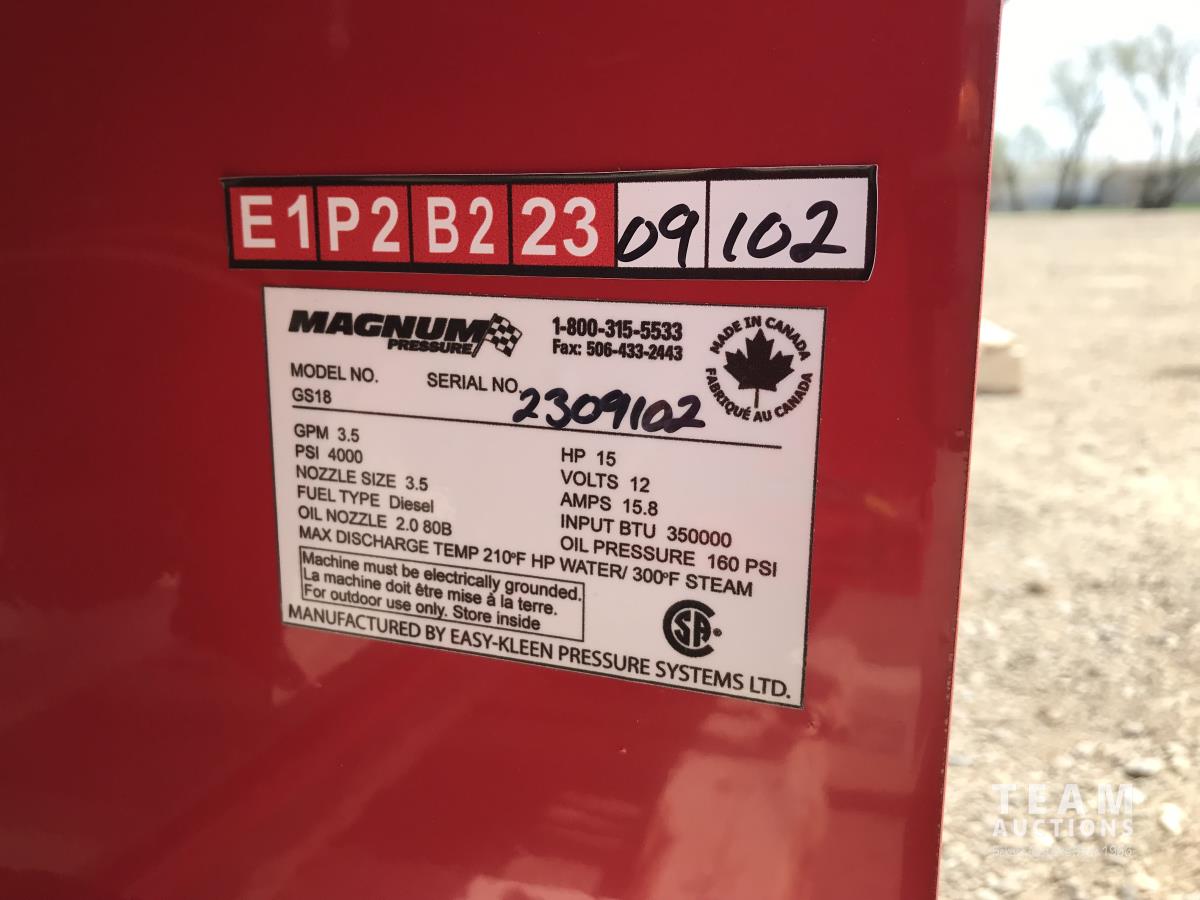 E1 P2 B2 23 09 102
MAGNUM
PRESSURE
1-800-315-5533
Fax: 506-433-2443
MADE IN CANADA
FABRIQUÉ AU CANADA
MODEL NO. SERIAL NO. 2309102
GS18
GPM 3.5
PSI 4000
NOZZLE SIZE 3.5
FUEL TYPE Diesel
OIL NOZZLE 2.0 80B
HP 15
VOLTS 12
AMPS 15.8
INPUT BTU 350000
OIL PRESSURE 160 PSI
MAX DISCHARGE TEMP 210°F HP WATER/ 300°F STEAM
Machine must be electrically grounded.
La machine doit être mise à la terre.
For outdoor use only. Store inside
CSA
MANUFACTURED BY EASY-KLEEN PRESSURE SYSTEMS LTD.
TEAM
AUCTIONS